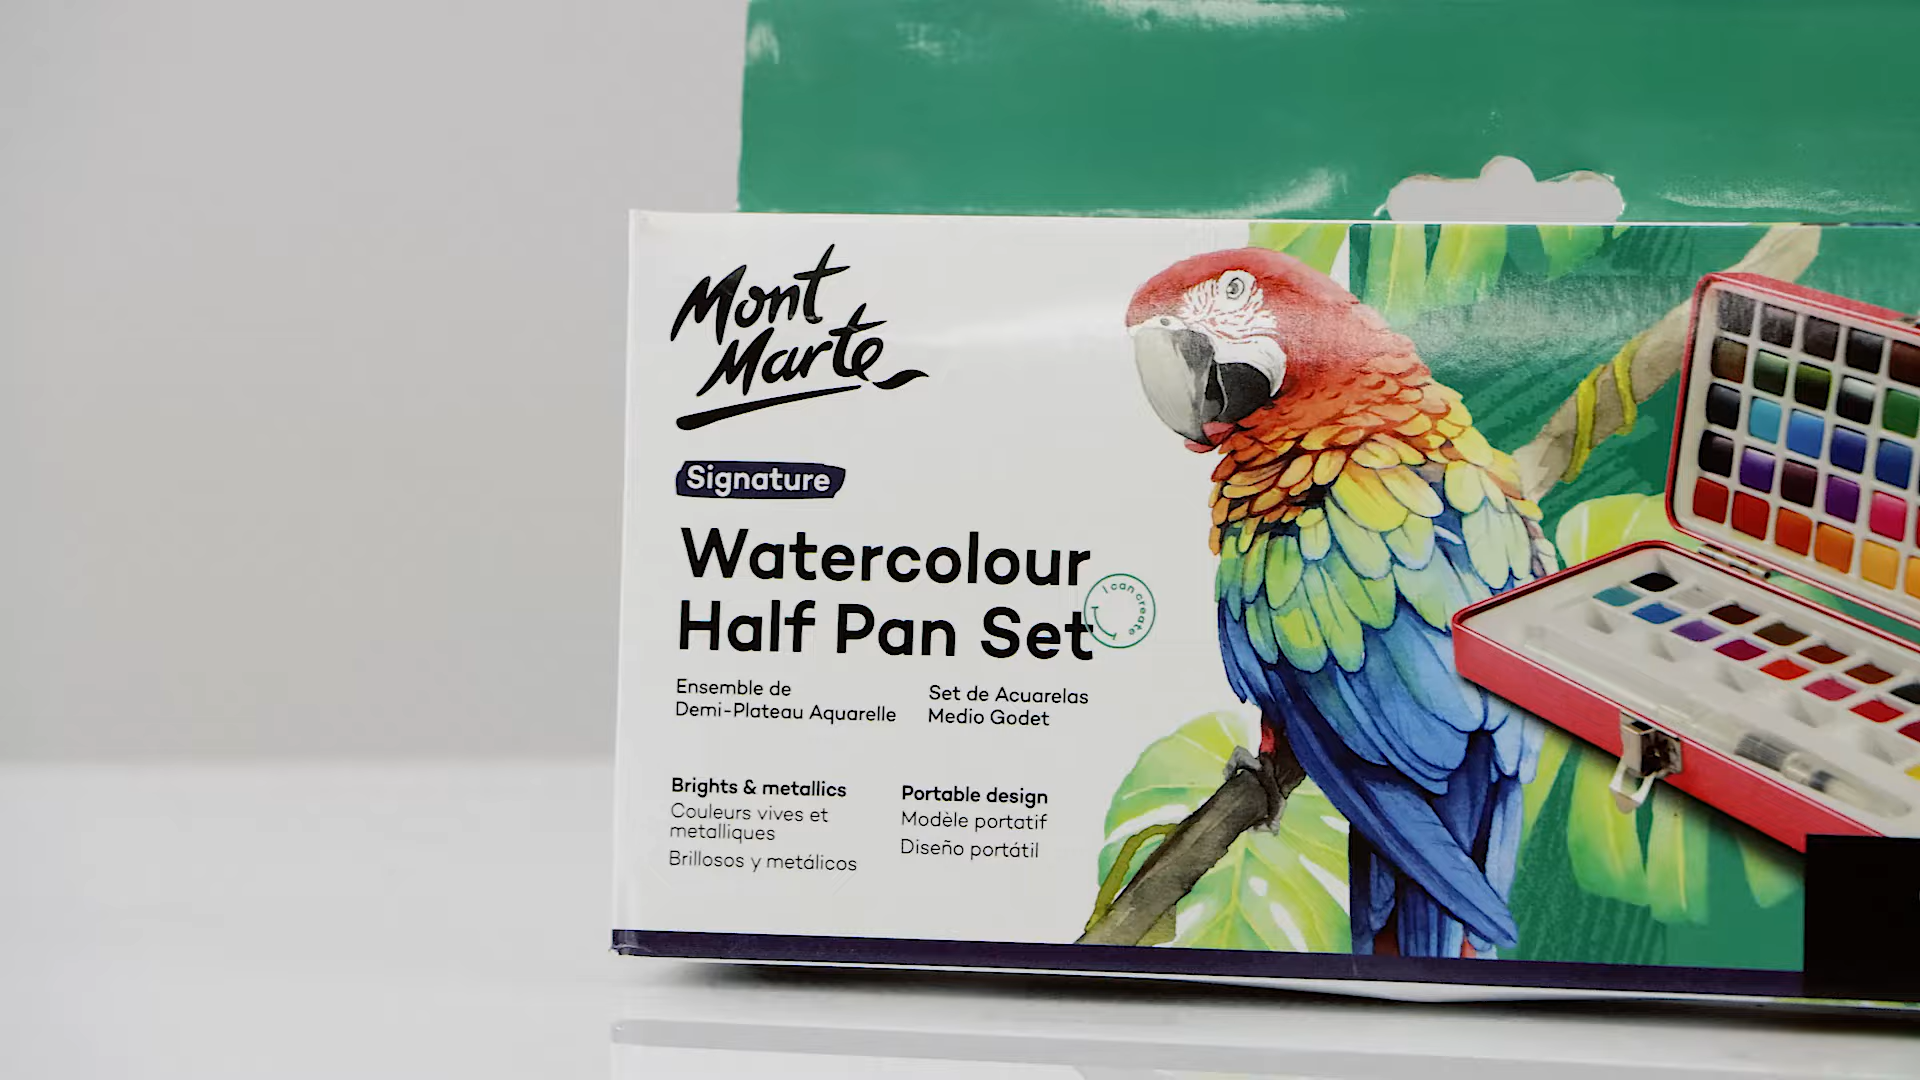 Mont
Marte
Signature
Watercolour
Half Pan Set
I can create
Ensemble de
Demi-Plateau Aquarelle
Set de Acuarelas
Medio Godet
Brights & metallics
Couleurs vives et
metalliques
Brillosos y metálicos
Portable design
Modèle portatif
Diseño portátil